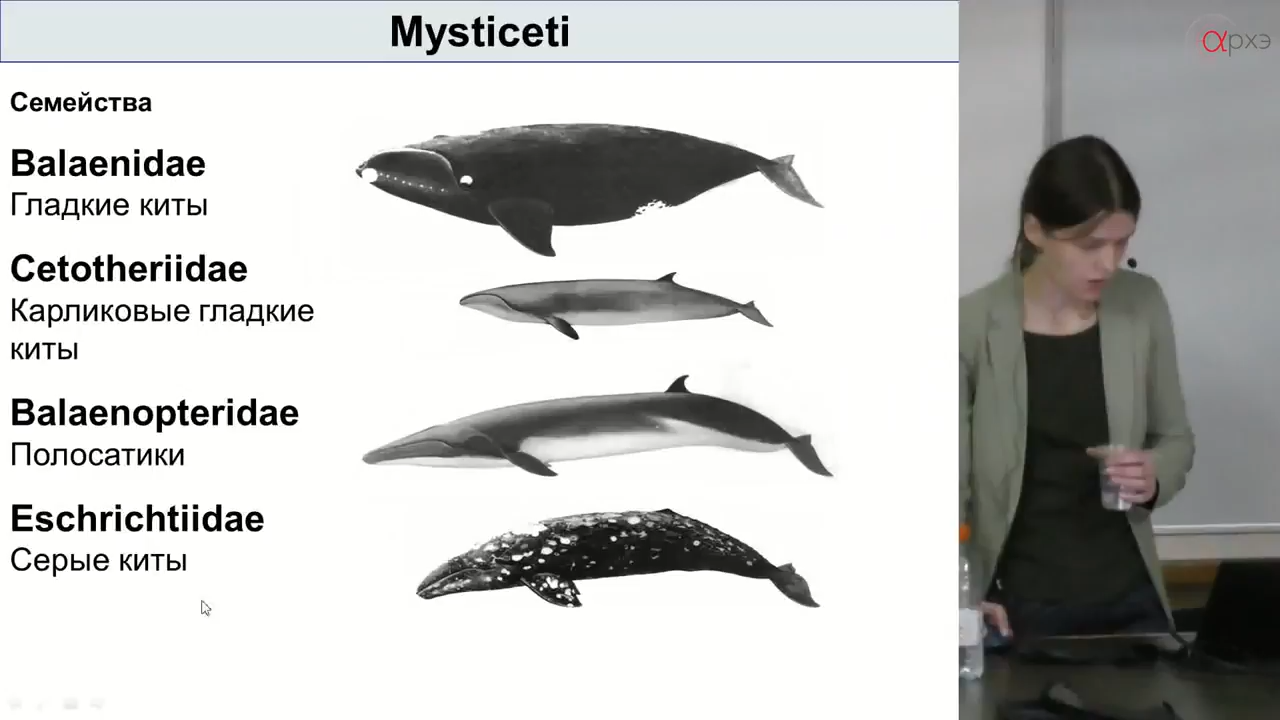 Mysticeti
αрхэ
Семейства
Balaenidae
Гладкие киты
Cetotheriidae
Карликовые гладкие
киты
Balaenopteridae
Полосатики
Eschrichtiidae
Серые киты